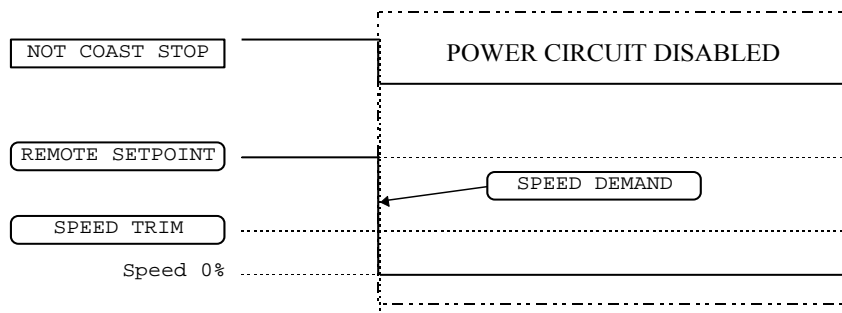 NOT COAST STOP
POWER CIRCUIT DISABLED
REMOTE SETPOINT
SPEED DEMAND
SPEED TRIM
Speed 0%